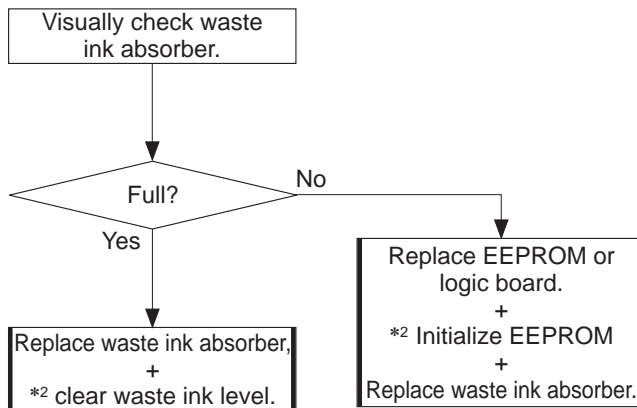 Visually check waste
ink absorber.
Full?
No
Yes
Replace EEPROM or
logic board.
+
*2 Initialize EEPROM
+
Replace waste ink absorber.
Replace waste ink absorber,
+
*2 clear waste ink level.